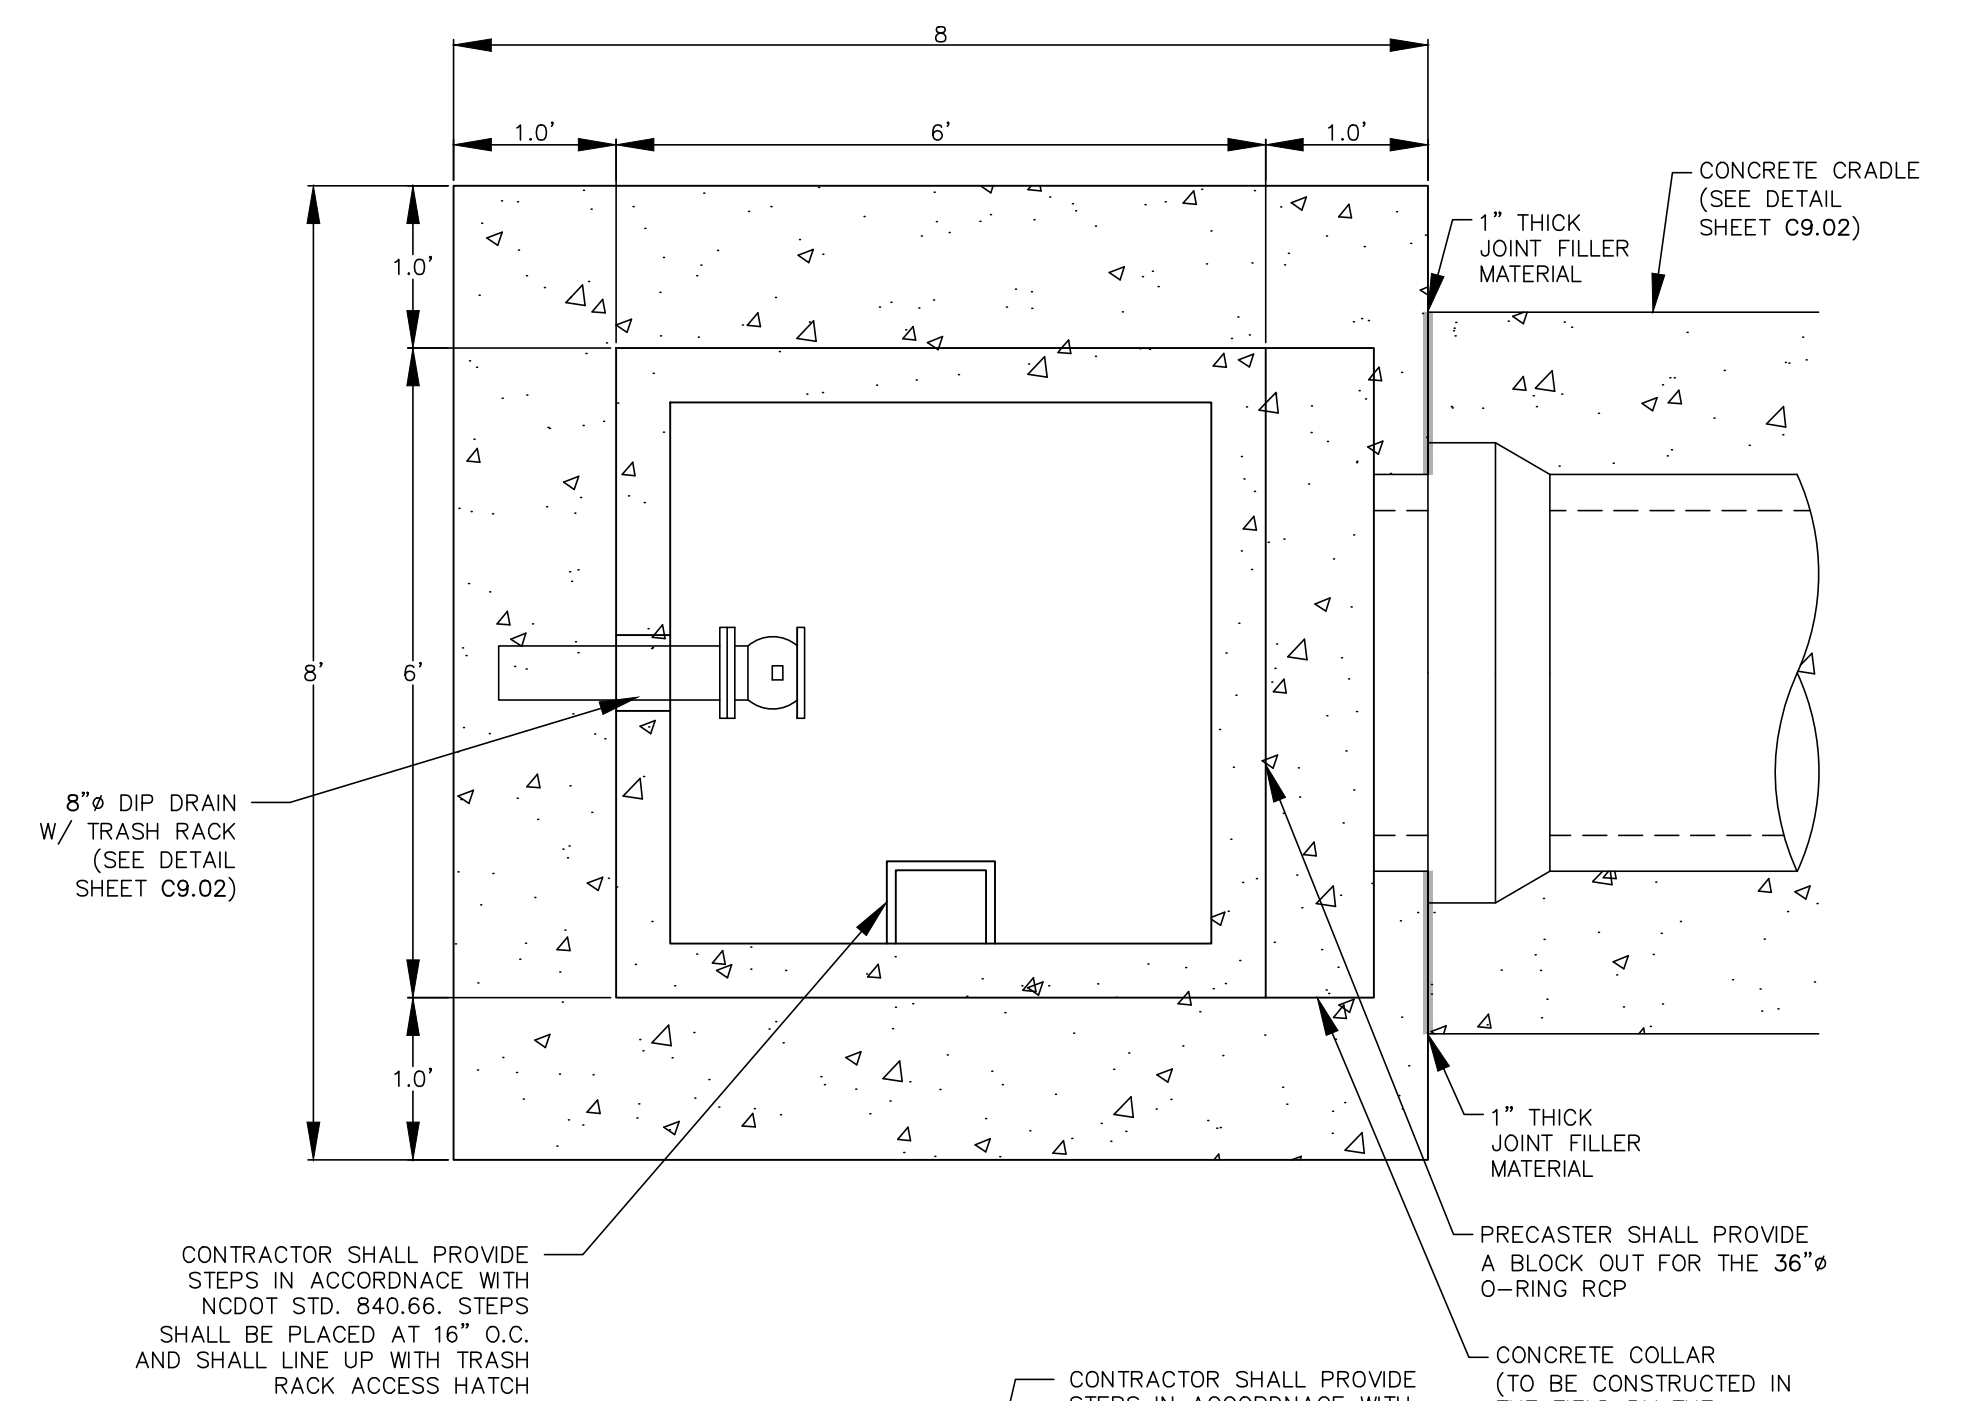 8
1.0’
6’
1.0’
CONCRETE CRADLE
(SEE DETAIL
SHEET C9.02)
1” THICK
JOINT FILLER
MATERIAL
1.0’
8’
6’
8”ø DIP DRAIN
W/ TRASH RACK
(SEE DETAIL
SHEET C9.02)
1.0’
1” THICK
JOINT FILLER
MATERIAL
PRECASTER SHALL PROVIDE
A BLOCK OUT FOR THE 36”ø
O-RING RCP
CONTRACTOR SHALL PROVIDE
STEPS IN ACCORDNACE WITH
NCDOT STD. 840.66. STEPS
SHALL BE PLACED AT 16” O.C.
AND SHALL LINE UP WITH TRASH
RACK ACCESS HATCH
CONCRETE COLLAR
(TO BE CONSTRUCTED IN
CONTRACTOR SHALL PROVIDE
STEPS IN ACCORDNACE WITH